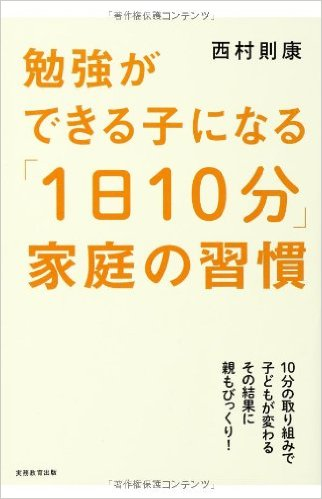 「著作権保護コンテンツ」
西村則康
勉強が
できる子になる
「1日10分」
家庭の習慣
10分の取り組みで
子どもが変わる
その結果に
親もびっくり!
実務教育出版
「著作権保護コンテンツ」